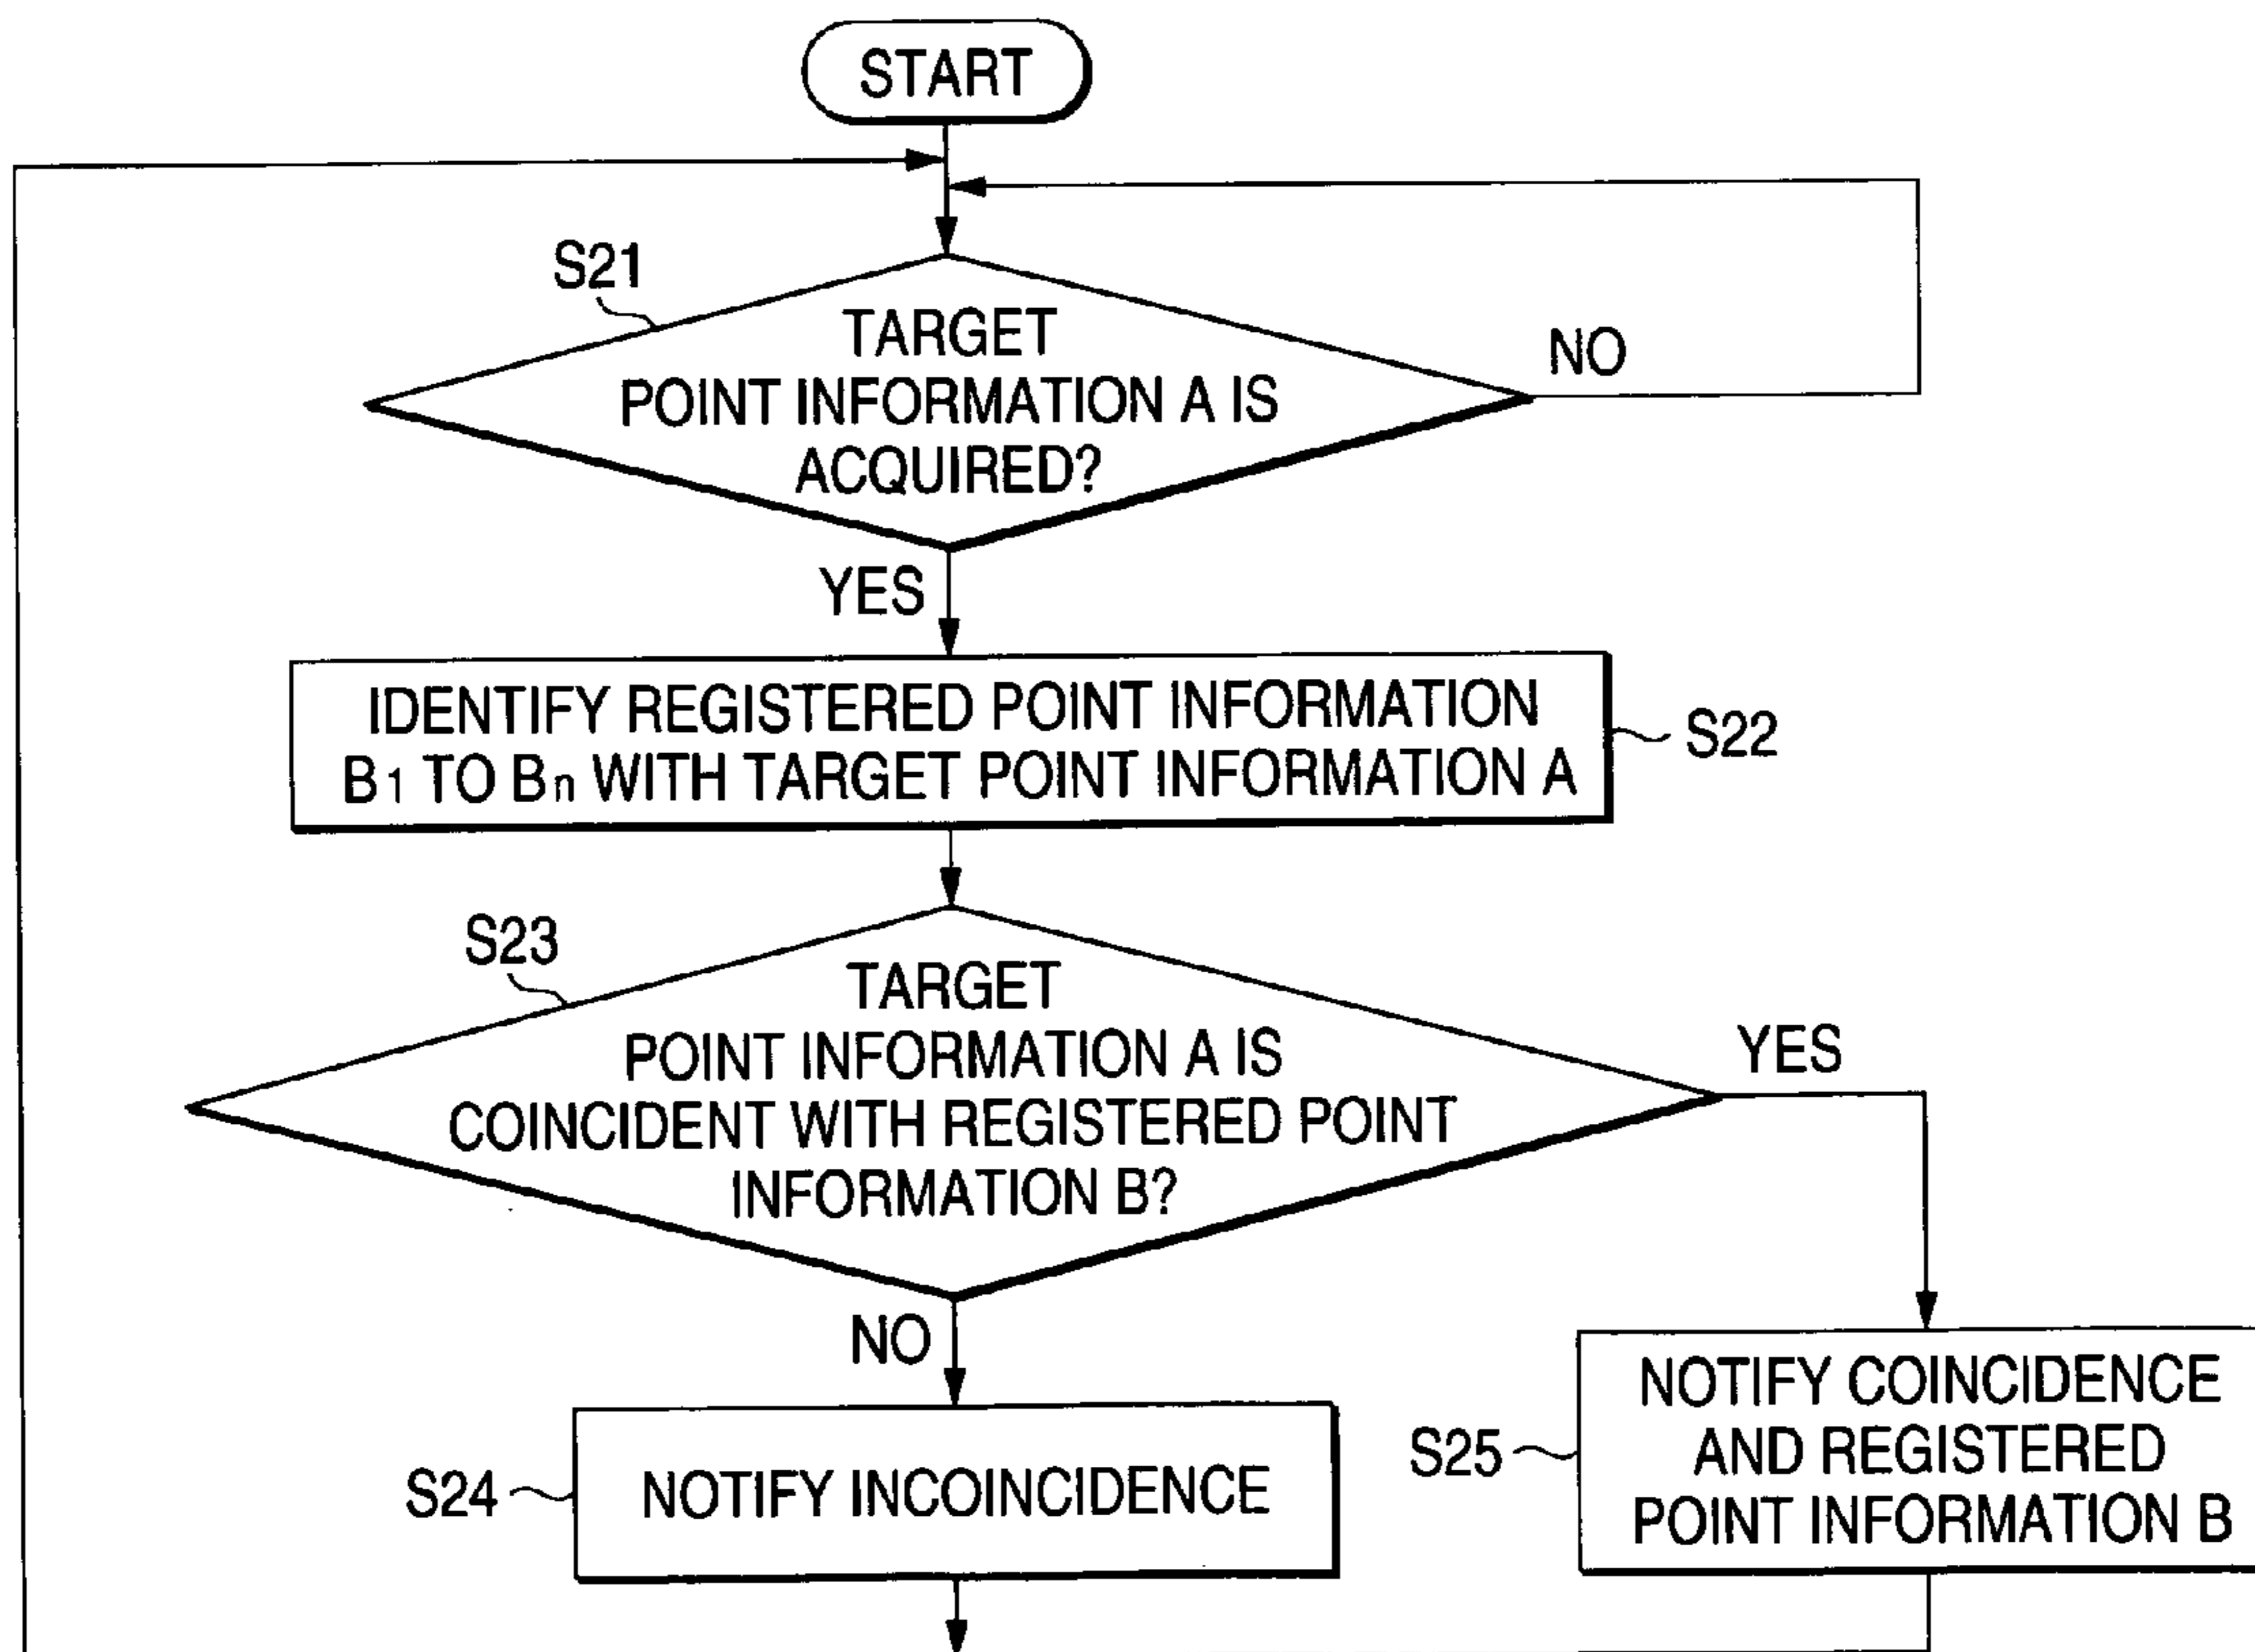 START
S21
TARGET
POINT INFORMATION A IS
ACQUIRED?
NO
YES
IDENTIFY REGISTERED POINT INFORMATION
B1 TO Bn WITH TARGET POINT INFORMATION A
S22
S23
TARGET
POINT INFORMATION A IS
COINCIDENT WITH REGISTERED POINT
INFORMATION B?
YES
NO
NOTIFY INCOINCIDENCE
S24
NOTIFY COINCIDENCE
AND REGISTERED
POINT INFORMATION B
S25